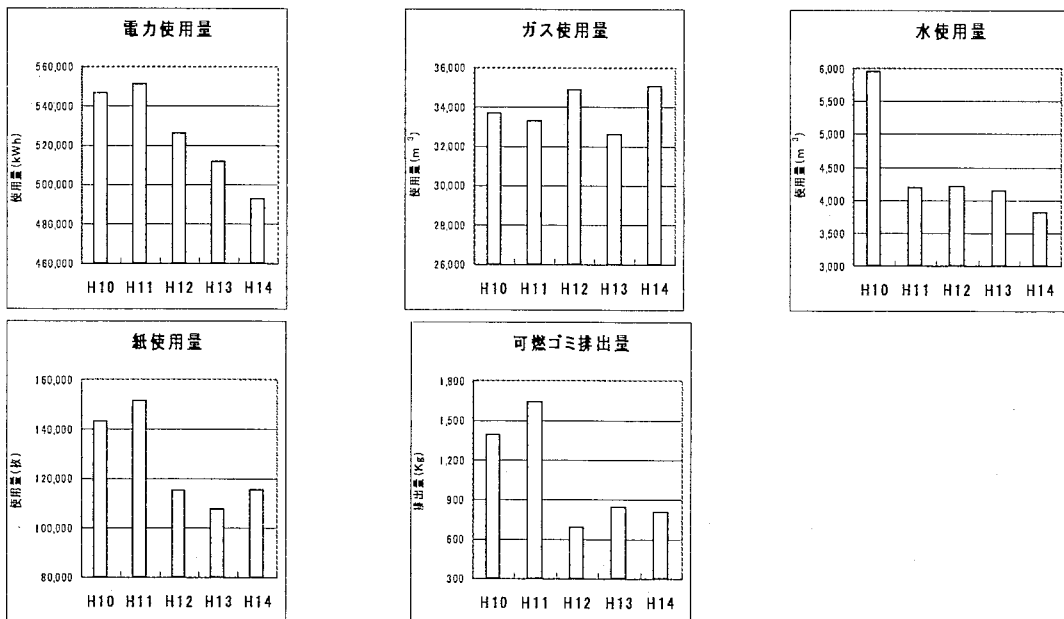 電力使用量
使用量(kWh)
560,000
540,000
520,000
500,000
480,000
460,000
H10 H11 H12 H13 H14
ガス使用量
使用量(m³)
36,000
34,000
32,000
30,000
28,000
26,000
H10 H11 H12 H13 H14
水使用量
使用量(m³)
6,000
5,500
5,000
4,500
4,000
3,500
3,000
H10 H11 H12 H13 H14
紙使用量
使用量(枚)
160,000
140,000
120,000
100,000
80,000
H10 H11 H12 H13 H14
可燃ゴミ排出量
排出量(Kg)
1,800
1,500
1,200
900
600
300
H10 H11 H12 H13 H14